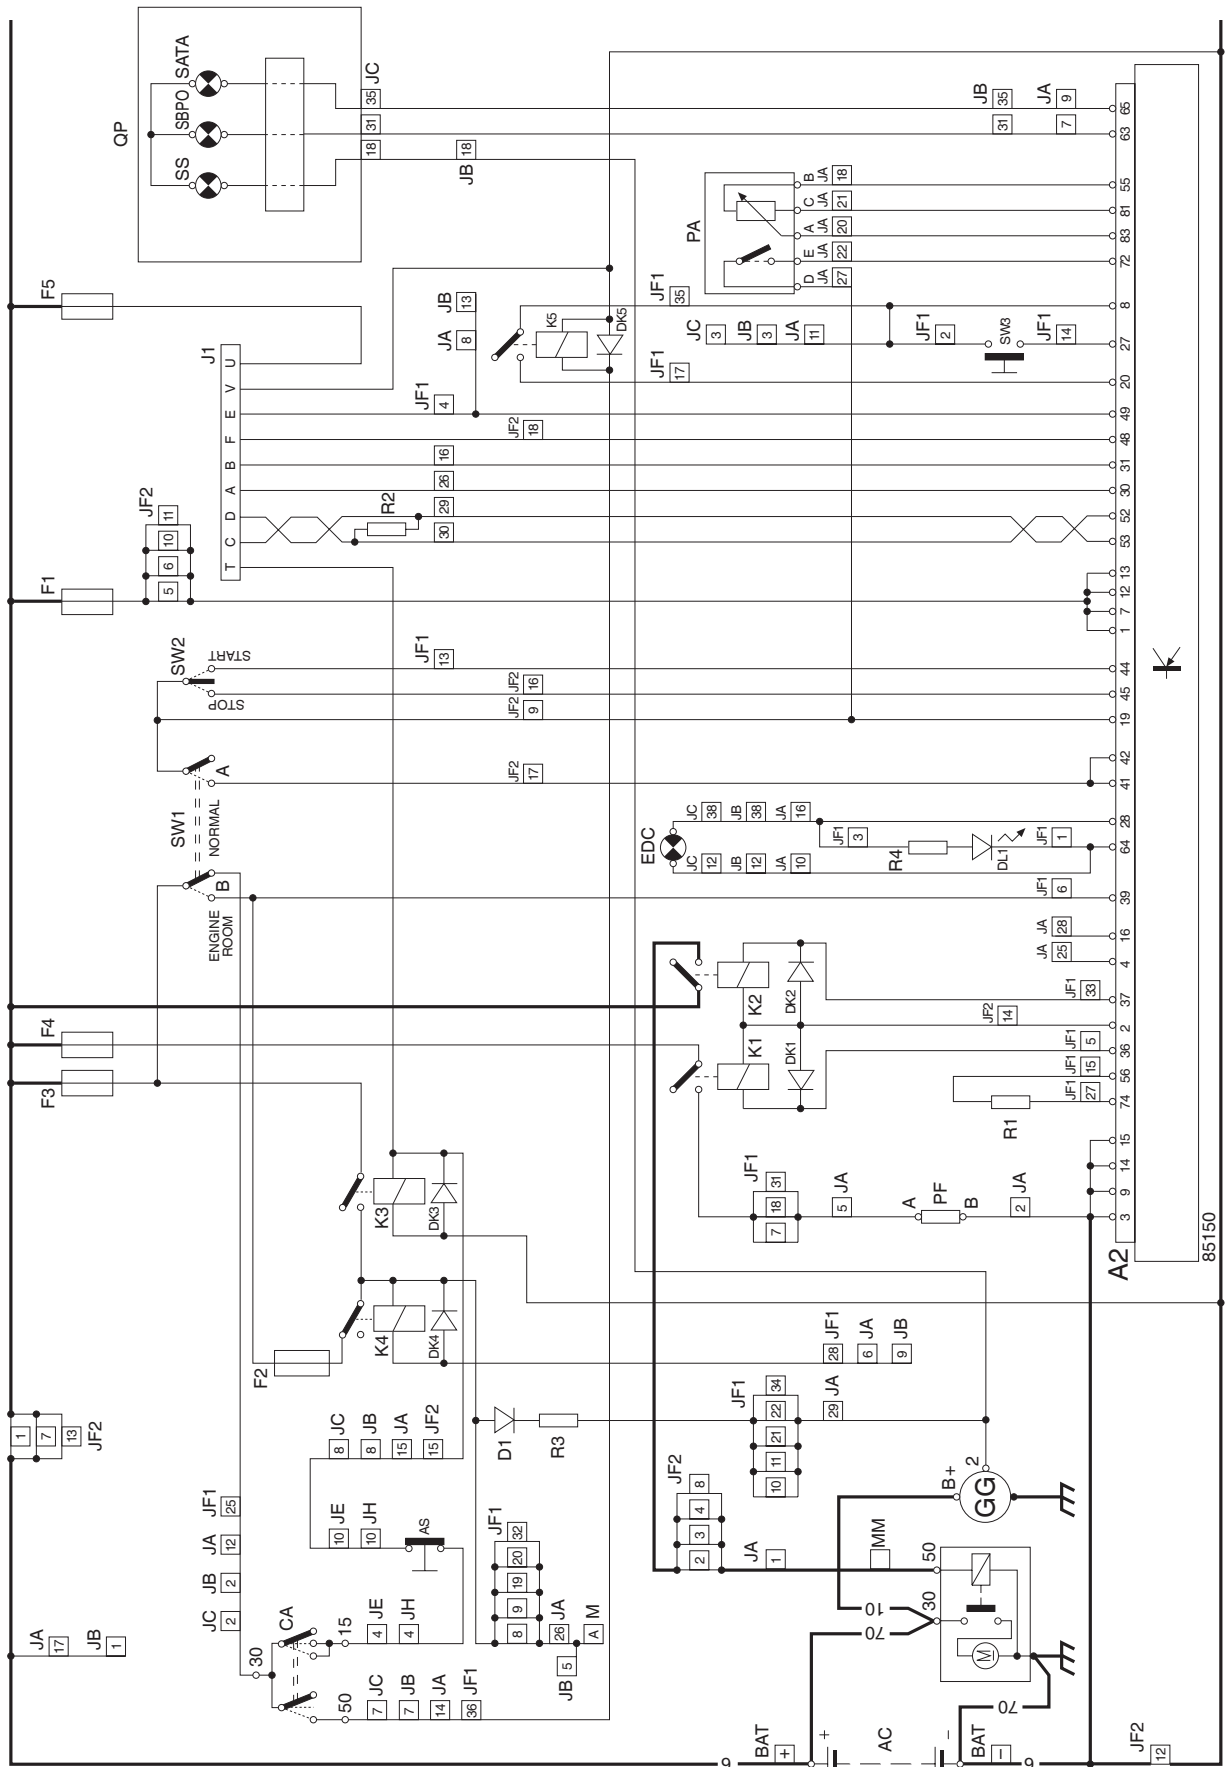 QP
SS
SBPO
SATA
18
31
35
JC
JB
18
JB
31
35
JA
7
9
F5
J1
T C D A B F E V U
PA
D E A C B
JA
27
JA
22
JA
20
JA
21
JA
18
JF1
35
JC
3
JB
3
JA
11
JF1
2
SW3
JF1
14
JA
8
JB
13
K5
DK5
JF1
17
JF1
4
JF2
18
16
26
29
30
R2
F1
JF2
5
6
10
11
SW2
START
STOP
JF1
13
JF2
16
JF2
9
SW1
A
NORMAL
B
ENGINE
ROOM
JF2
17
EDC
JC
38
JB
38
JA
16
JC
12
JB
12
JA
10
JF1
3
R4
DL1
JF1
1
JF1
6
JA
28
JA
25
F4
F3
K2
DK2
K1
DK1
JF1
33
JF2
14
JF1
5
JF1
15
JF1
27
R1
K3
DK3
K4
DK4
F2
JF1
7
18
31
JA
5
A
PF
B
JA
2
A2
85150
3 9 14 15 74 56 36 2 37 4 16 39 64 28 41 42 19 45 44 1 7 12 13 53 52 30 31 48 49 20 27 8 72 83 81 55 63 65
JF1
28
JA
6
JB
9
1
7
13
JF2
JC
8
JB
8
JA
15
JF2
15
D1
R3
JF1
10
11
21
22
34
JA
29
JF2
2
3
4
8
JA
1
MM
B+
2
GG
50
30
M
10
70
70
JC
2
JB
2
JA
12
JF1
25
JA
17
JB
1
CA
30
15
50
JE
10
JH
10
AS
JE
4
JH
4
JC
7
JB
7
JA
14
JF1
36
JF1
8
9
19
20
32
JA
26
M
A
JB
5
6
BAT
+
+
AC
−
BAT
−
6
JF2
12